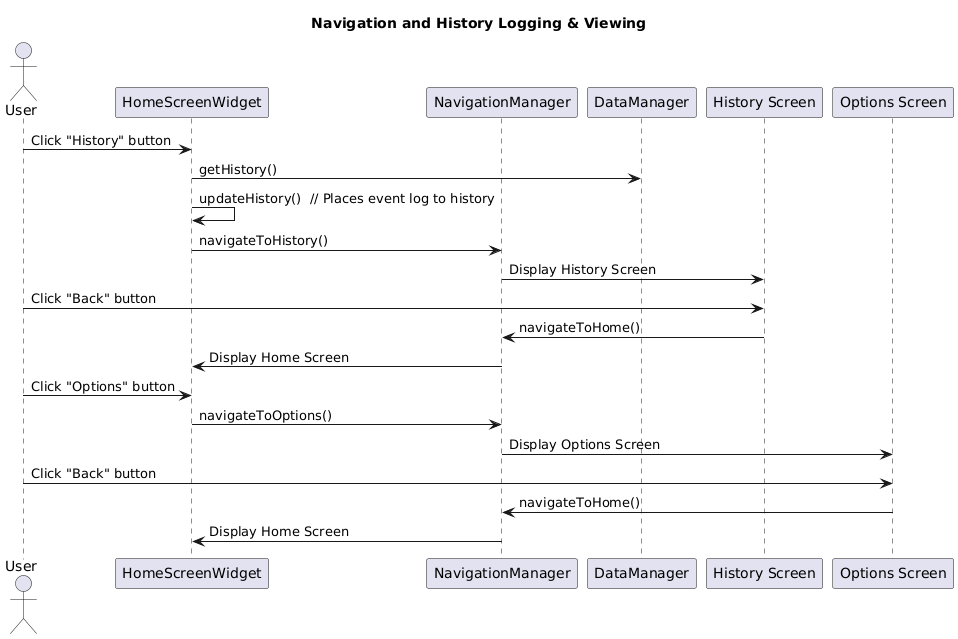 Navigation and History Logging & Viewing
User
HomeScreenWidget
NavigationManager
DataManager
History Screen
Options Screen
Click "History" button
getHistory()
updateHistory()  // Places event log to history
navigateToHistory()
Display History Screen
Click "Back" button
navigateToHome()
Display Home Screen
Click "Options" button
navigateToOptions()
Display Options Screen
Click "Back" button
navigateToHome()
Display Home Screen
User
HomeScreenWidget
NavigationManager
DataManager
History Screen
Options Screen